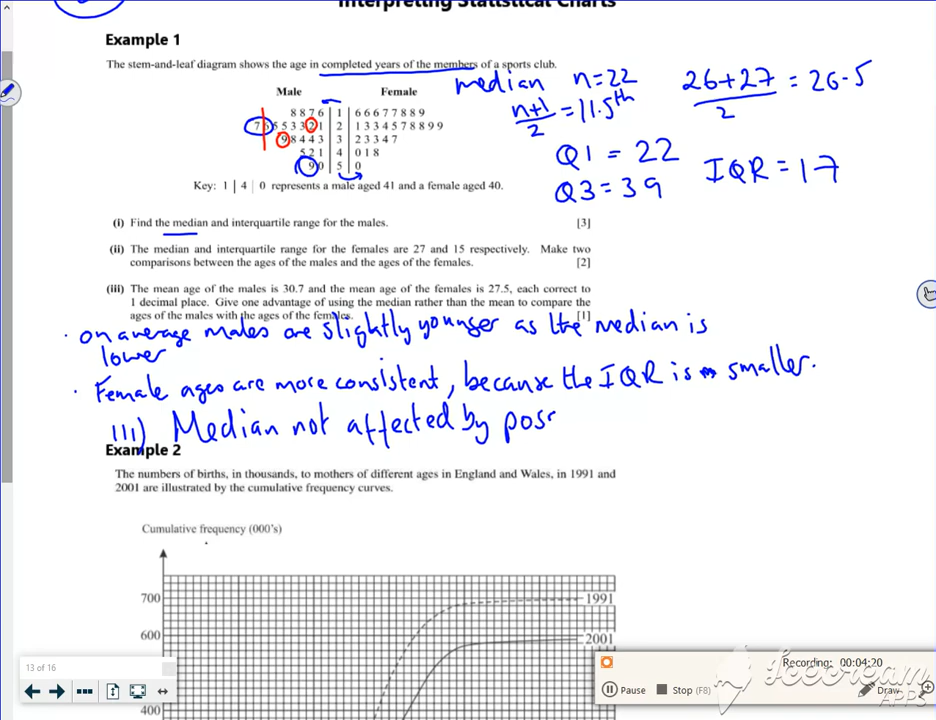 Interpreting Statistical Charts
Example 1
The stem-and-leaf diagram shows the age in completed years of the members of a sports club.
median n=22
26+27/2 = 26.5
n+1/2 = 11.5th
Male Female
8 8 7 6 | 1 | 6 6 6 7 7 8 8 9
7 6 5 5 3 3 2 1 | 2 | 1 3 3 4 5 7 8 8 9 9
9 8 4 4 3 | 3 | 2 3 3 4 7
5 2 1 | 4 | 0 1 8
9 0 | 5 | 0
Q1 = 22
Q3 = 39
IQR = 17
Key: 1 | 4 | 0 represents a male aged 41 and a female aged 40.
(i) Find the median and interquartile range for the males. [3]
(ii) The median and interquartile range for the females are 27 and 15 respectively. Make two
comparisons between the ages of the males and the ages of the females. [2]
(iii) The mean age of the males is 30.7 and the mean age of the females is 27.5, each correct to
1 decimal place. Give one advantage of using the median rather than the mean to compare the
ages of the males with the ages of the females. [1]
· on average males are slightly younger as the median is
lower
· Female ages are more consistent, because the IQR is smaller.
III) Median not affected by poss
Example 2
The numbers of births, in thousands, to mothers of different ages in England and Wales, in 1991 and
2001 are illustrated by the cumulative frequency curves.
Cumulative frequency (000's)
700
1991
600
2001
400
13 of 16
Recording: 00:04:20
Pause
Stop (F8)
Draw
Icecream
APPS